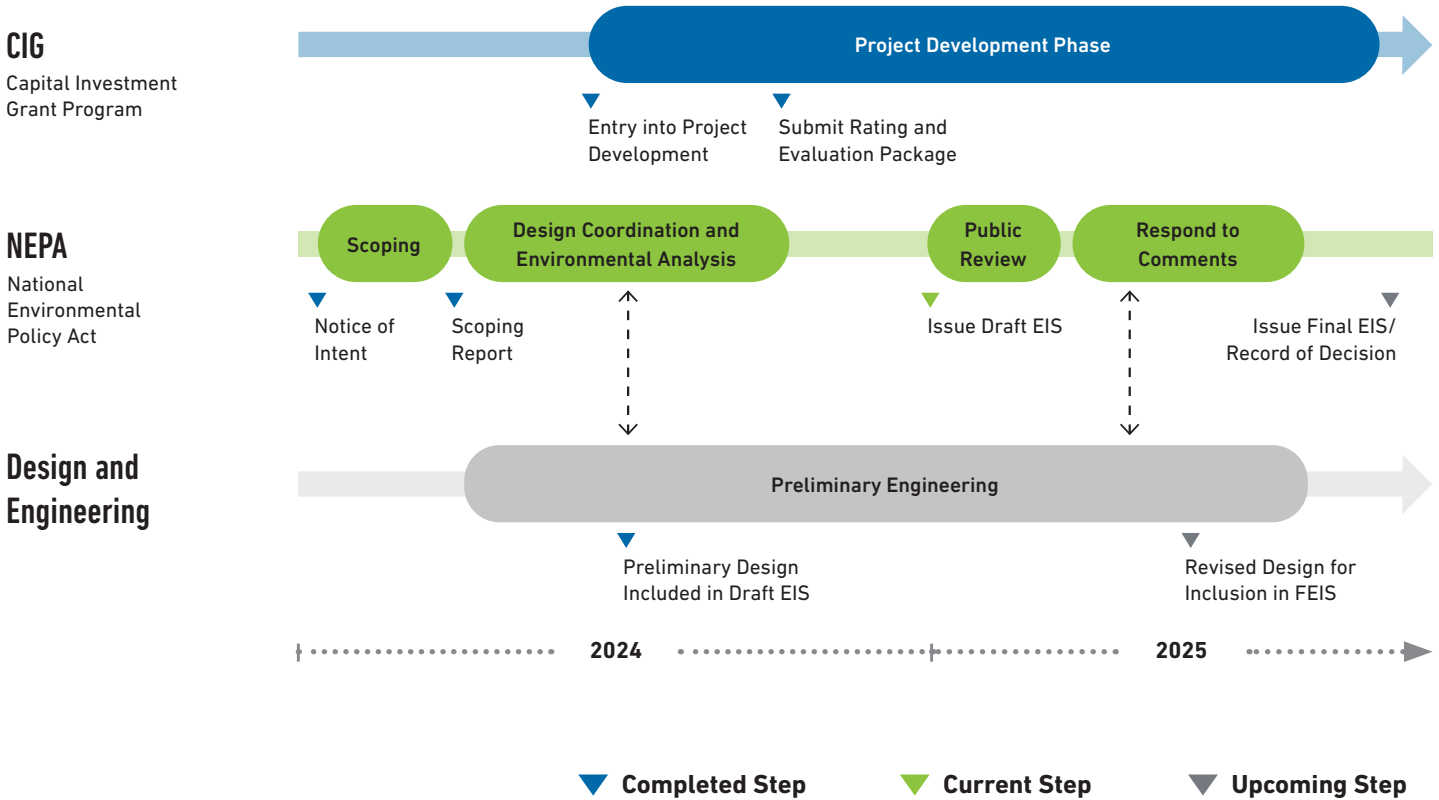 CIG
Capital Investment
Grant Program
Project Development Phase
Entry into Project
Development
Submit Rating and
Evaluation Package
NEPA
National
Environmental
Policy Act
Scoping
Design Coordination and
Environmental Analysis
Public
Review
Respond to
Comments
Notice of
Intent
Scoping
Report
Issue Draft EIS
Issue Final EIS/
Record of Decision
Design and
Engineering
Preliminary Engineering
Preliminary Design
Included in Draft EIS
Revised Design for
Inclusion in FEIS
2024
2025
Completed Step
Current Step
Upcoming Step